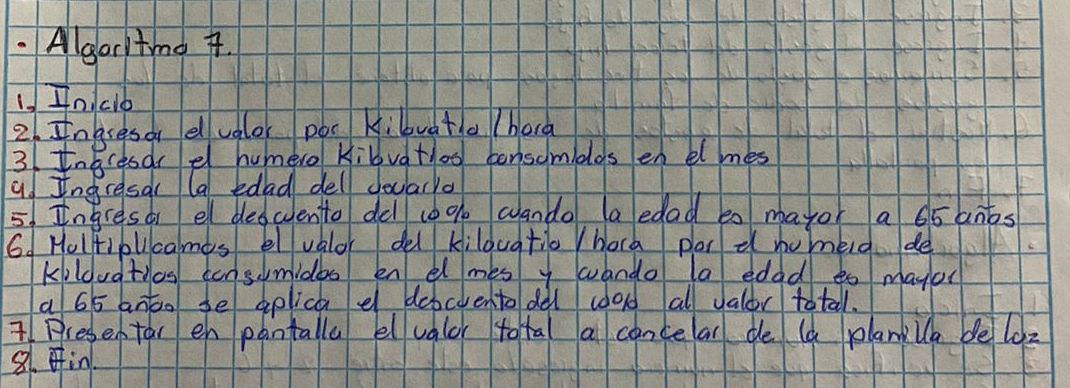 • Algoritmo 7.
1. Inicio
2. Ingresar el valor por Kilovatio / hora
3. Ingresar el numero Kilovatios consumidos en el mes
4. Ingresar la edad del usuario
5. Ingresar el descuento del 100% cuando la edad es mayor a 65 años
6. Multiplicamos el valor del kilovatio / hora por el numero de
Kilovatios consumidos en el mes y cuando la edad es mayor
a 65 años se aplica el descuento del 100% al valor total.
7. Presentar en pantalla el valor total a cancelar de la planilla de luz
8. Fin.